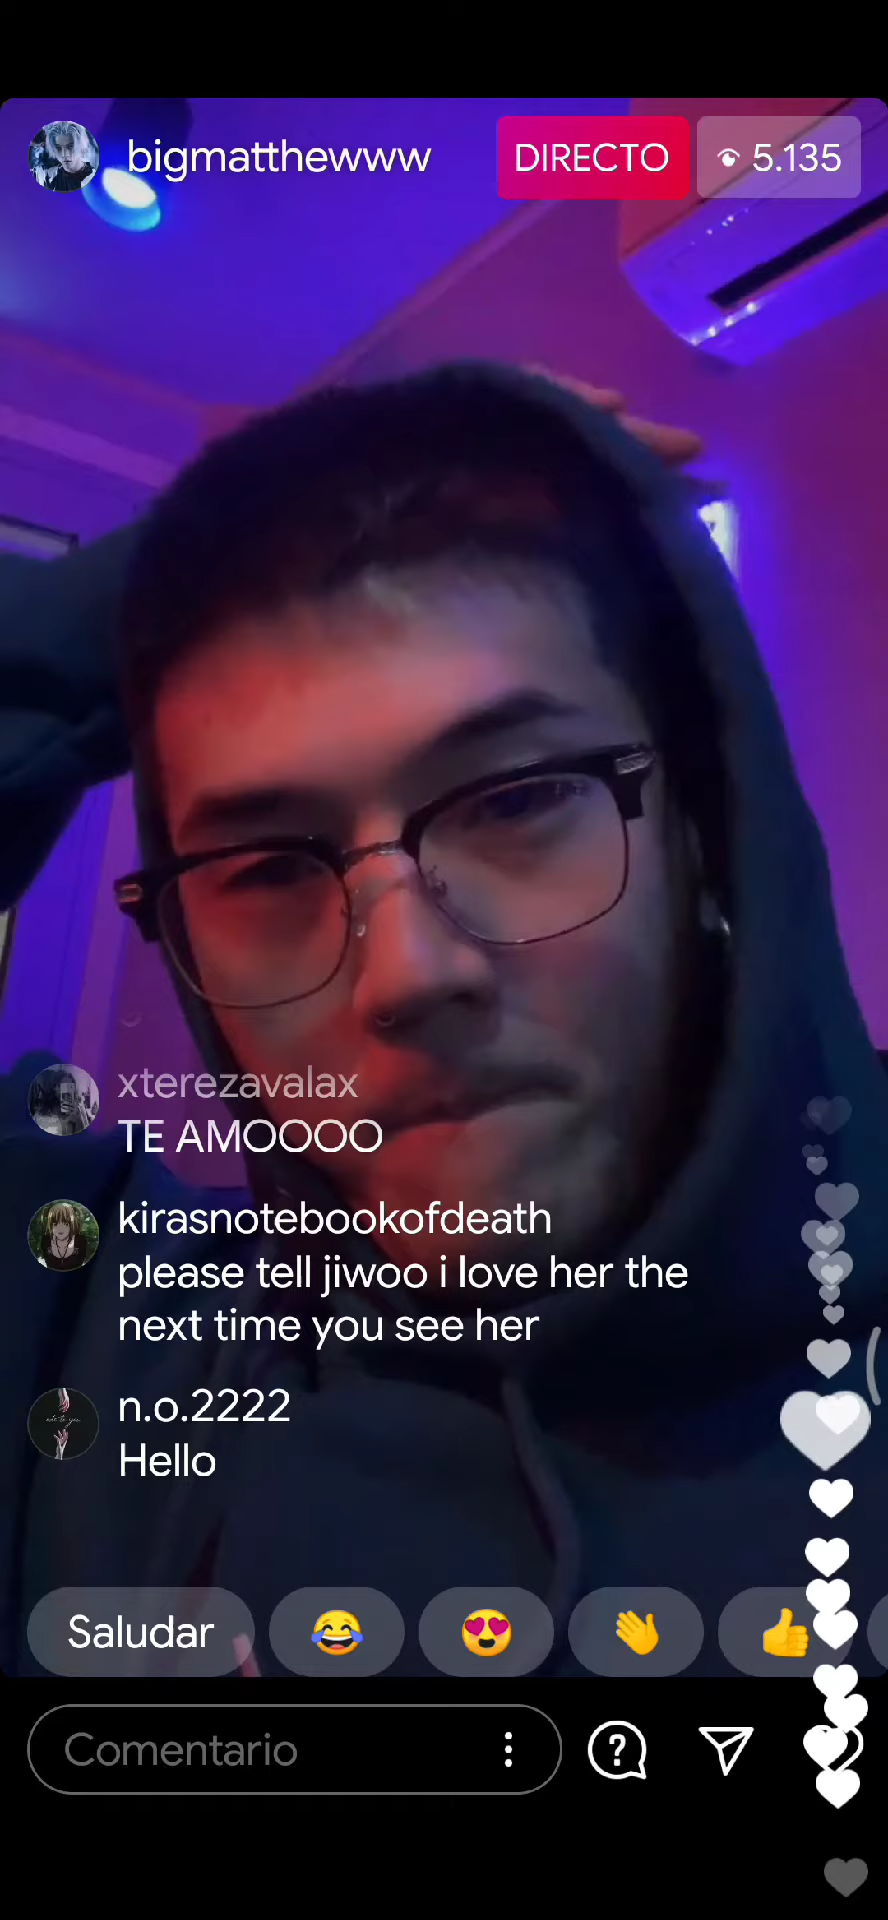 bigmatthewww
DIRECTO
5.135
xterezavalax
TE AMOOOO
kirasnotebookofdeath
please tell jiwoo i love her the
next time you see her
n.o.2222
Hello
Saludar
Comentario